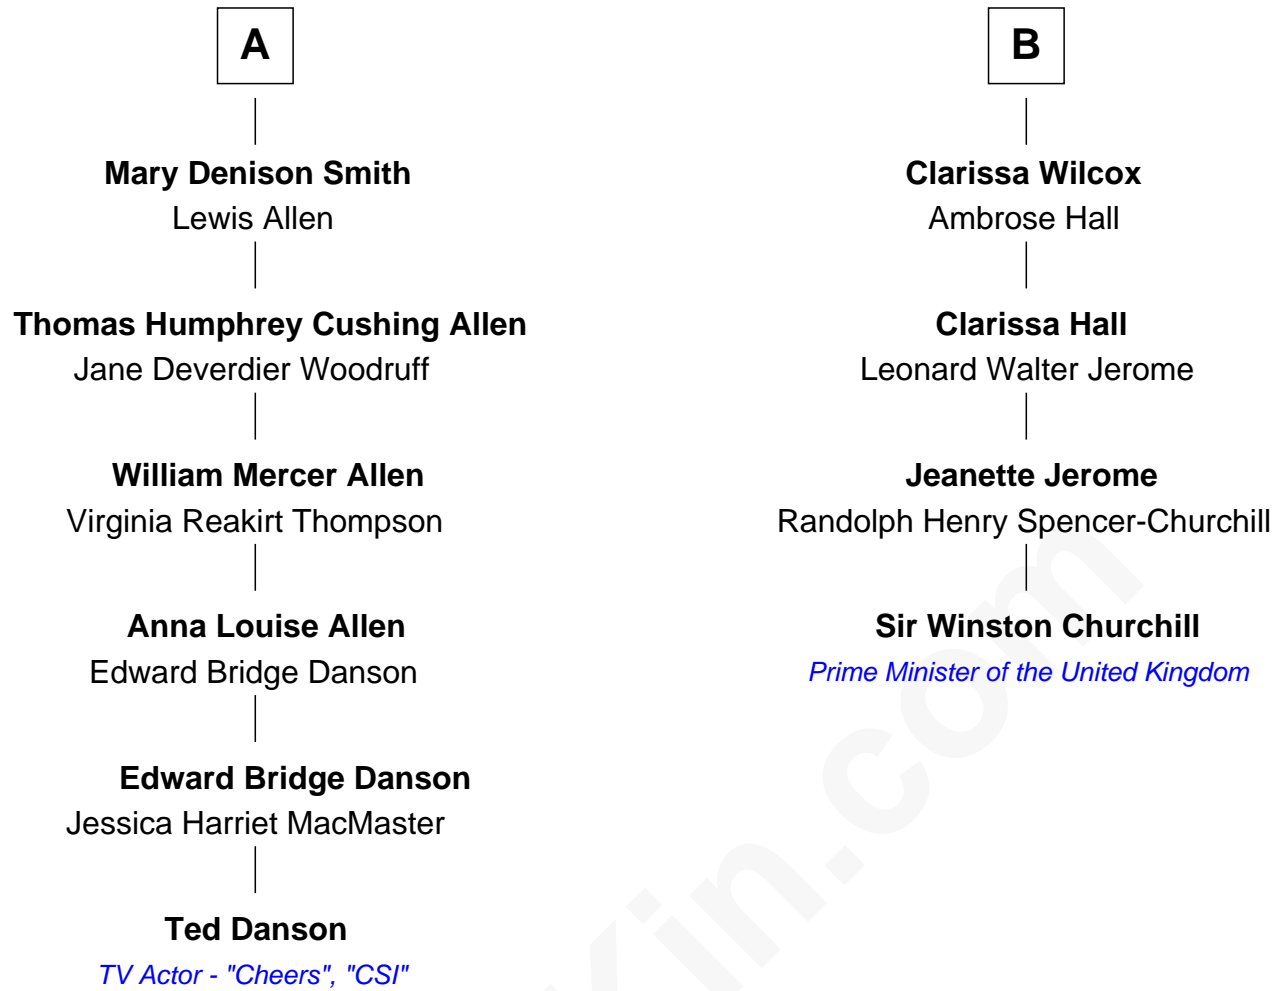 A
Mary Denison Smith
Lewis Allen
Thomas Humphrey Cushing Allen
Jane Deverdier Woodruff
William Mercer Allen
Virginia Reakirt Thompson
Anna Louise Allen
Edward Bridge Danson
Edward Bridge Danson
Jessica Harriet MacMaster
Ted Danson
TV Actor - "Cheers", "CSI"
B
Clarissa Wilcox
Ambrose Hall
Clarissa Hall
Leonard Walter Jerome
Jeanette Jerome
Randolph Henry Spencer-Churchill
Sir Winston Churchill
Prime Minister of the United Kingdom
Kin.com